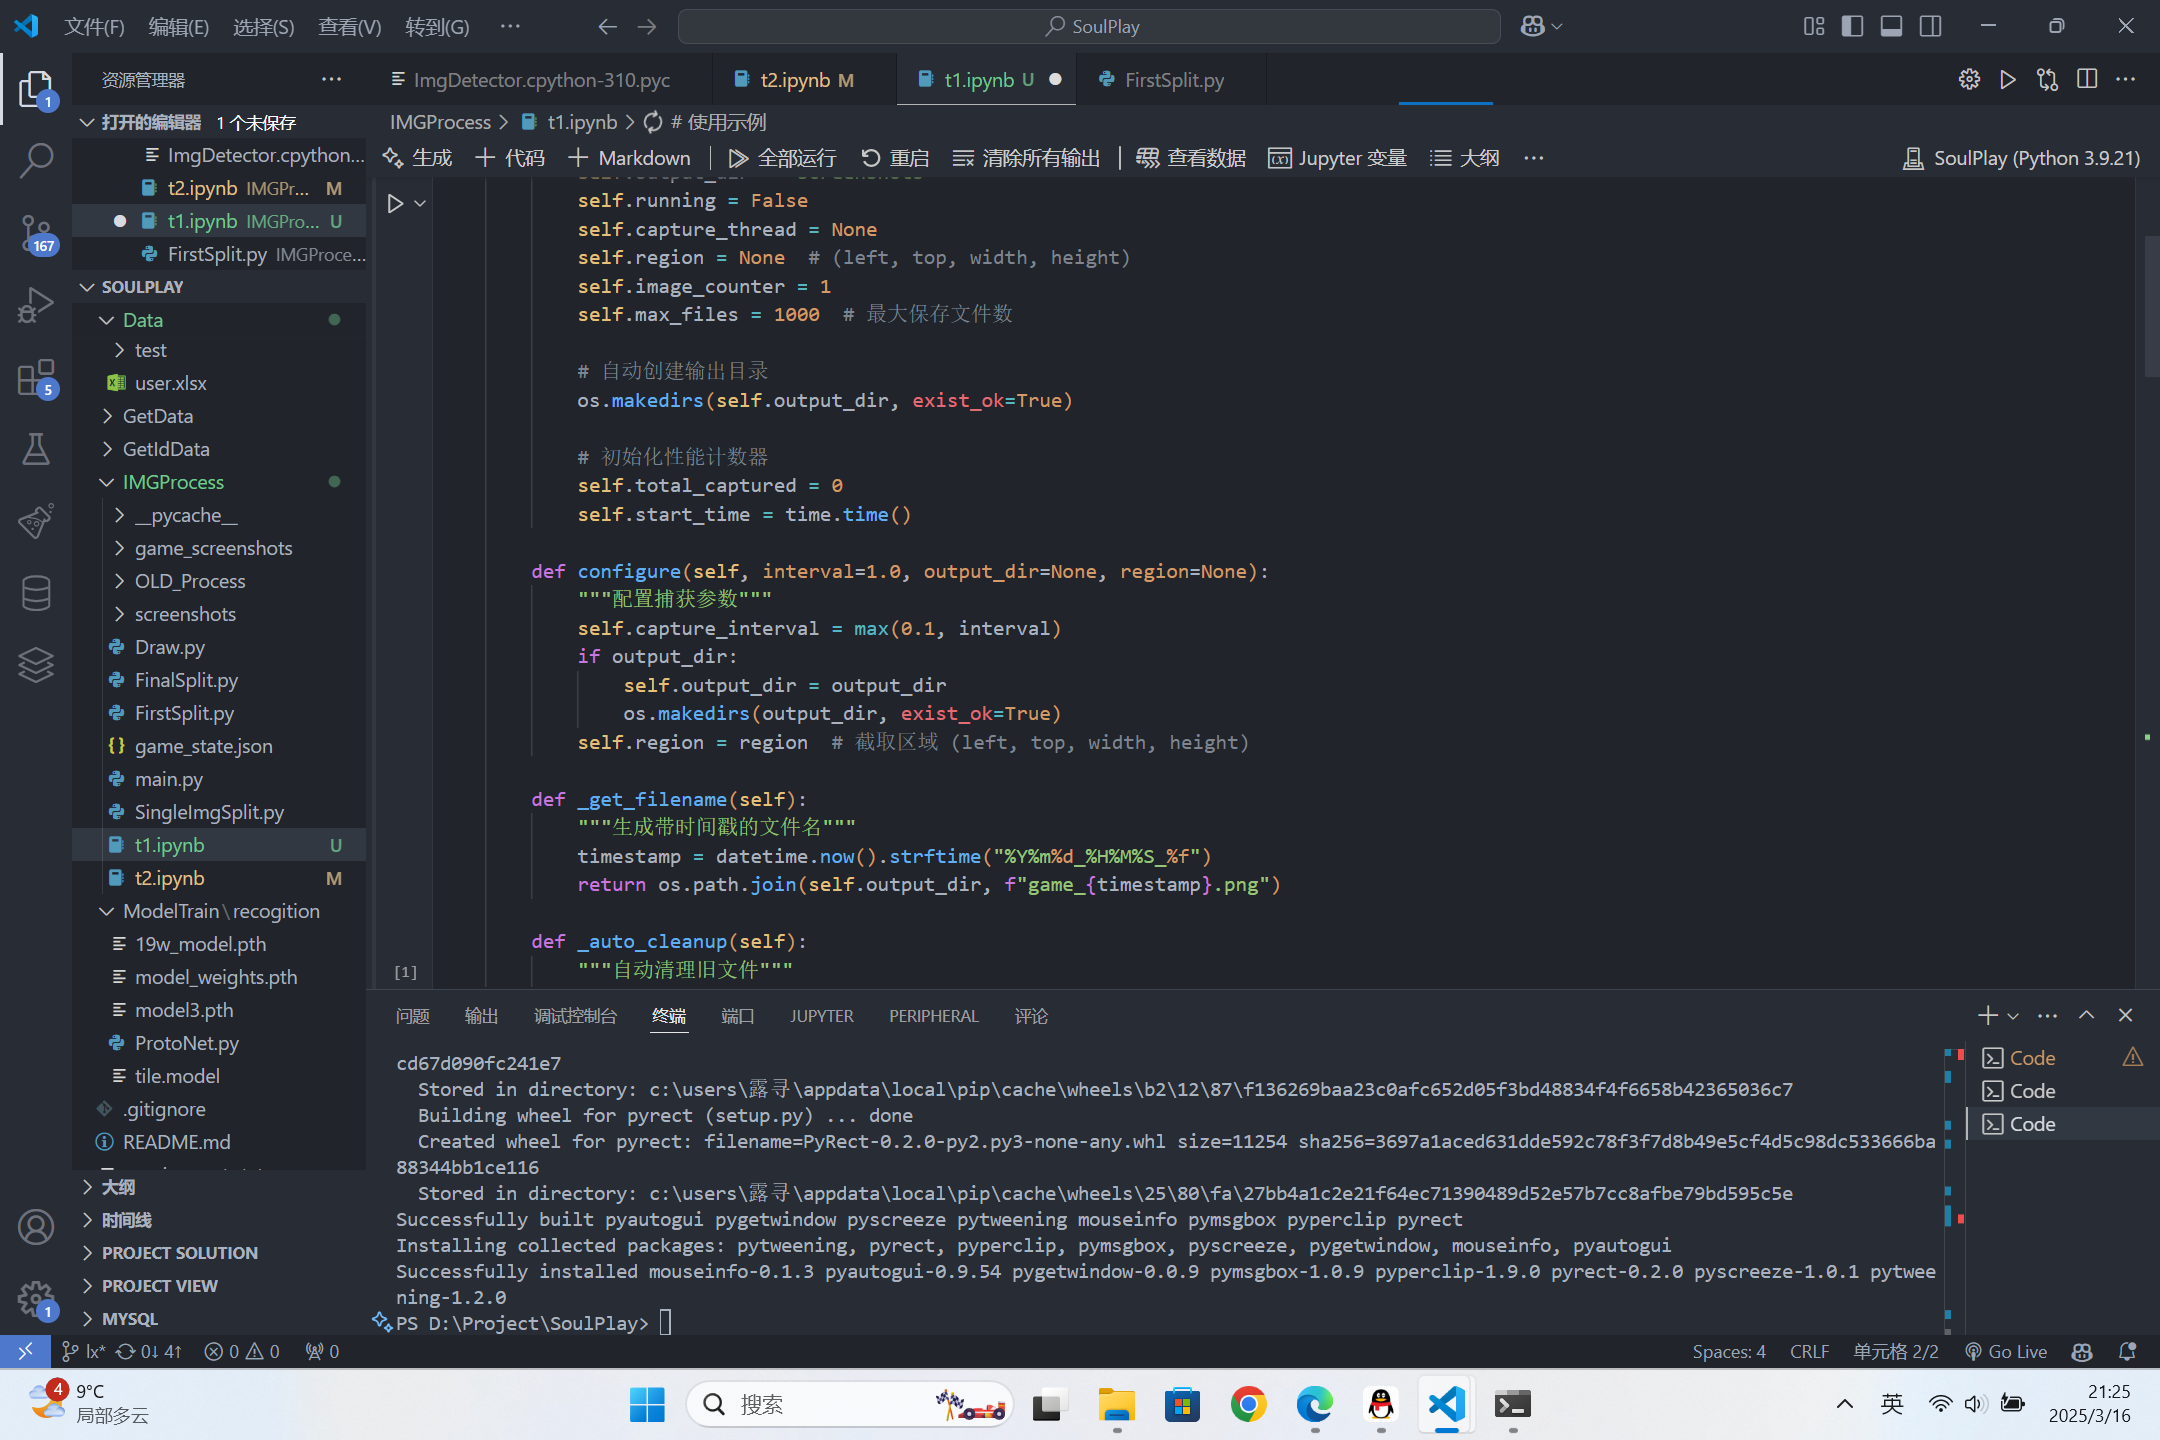 文件(F) 编辑(E) 选择(S) 查看(V) 转到(G) ··· SoulPlay
资源管理器 ···
ImgDetector.cpython-310.pyc t2.ipynb M t1.ipynb U FirstSplit.py
打开的编辑器 1 个未保存
ImgDetector.cpython...
t2.ipynb IMGPr... M
t1.ipynb IMGPro... U
FirstSplit.py IMGProce...
SOULPLAY
Data
test
user.xlsx
GetData
GetIdData
IMGProcess
__pycache__
game_screenshots
OLD_Process
screenshots
Draw.py
FinalSplit.py
FirstSplit.py
game_state.json
main.py
SingleImgSplit.py
t1.ipynb U
t2.ipynb M
ModelTrain\recogition
19w_model.pth
model_weights.pth
model3.pth
ProtoNet.py
tile.model
.gitignore
README.md
大纲
时间线
PROJECT SOLUTION
PROJECT VIEW
MYSQL
1
167
5
1
IMGProcess > t1.ipynb > # 使用示例
生成 代码 Markdown 全部运行 重启 清除所有输出 查看数据 Jupyter 变量 大纲 ··· SoulPlay (Python 3.9.21)
self.running = False
self.capture_thread = None
self.region = None  # (left, top, width, height)
self.image_counter = 1
self.max_files = 1000  # 最大保存文件数
# 自动创建输出目录
os.makedirs(self.output_dir, exist_ok=True)
# 初始化性能计数器
self.total_captured = 0
self.start_time = time.time()
def configure(self, interval=1.0, output_dir=None, region=None):
"""配置捕获参数"""
self.capture_interval = max(0.1, interval)
if output_dir:
self.output_dir = output_dir
os.makedirs(output_dir, exist_ok=True)
self.region = region  # 截取区域 (left, top, width, height)
def _get_filename(self):
"""生成带时间戳的文件名"""
timestamp = datetime.now().strftime("%Y%m%d_%H%M%S_%f")
return os.path.join(self.output_dir, f"game_{timestamp}.png")
def _auto_cleanup(self):
"""自动清理旧文件"""
[1]
问题 输出 调试控制台 终端 端口 JUPYTER PERIPHERAL 评论
cd67d090fc241e7
Stored in directory: c:\users\露寻\appdata\local\pip\cache\wheels\b2\12\87\f136269baa23c0afc652d05f3bd48834f4f6658b42365036c7
Building wheel for pyrect (setup.py) ... done
Created wheel for pyrect: filename=PyRect-0.2.0-py2.py3-none-any.whl size=11254 sha256=3697a1aced631dde592c78f3f7d8b49e5cf4d5c98dc533666ba
88344bb1ce116
Stored in directory: c:\users\露寻\appdata\local\pip\cache\wheels\25\80\fa\27bb4a1c2e21f64ec71390489d52e57b7cc8afbe79bd595c5e
Successfully built pyautogui pygetwindow pyscreeze pytweening mouseinfo pymsgbox pyperclip pyrect
Installing collected packages: pytweening, pyrect, pyperclip, pymsgbox, pyscreeze, pygetwindow, mouseinfo, pyautogui
Successfully installed mouseinfo-0.1.3 pyautogui-0.9.54 pygetwindow-0.0.9 pymsgbox-1.0.9 pyperclip-1.9.0 pyrect-0.2.0 pyscreeze-1.0.1 pytwee
ning-1.2.0
PS D:\Project\SoulPlay>
Code
Code
Code
lx* 0↓ 4↑ 0 0 0 Spaces: 4 CRLF 单元格 2/2 Go Live
4 9°C
局部多云
搜索
英
21:25
2025/3/16